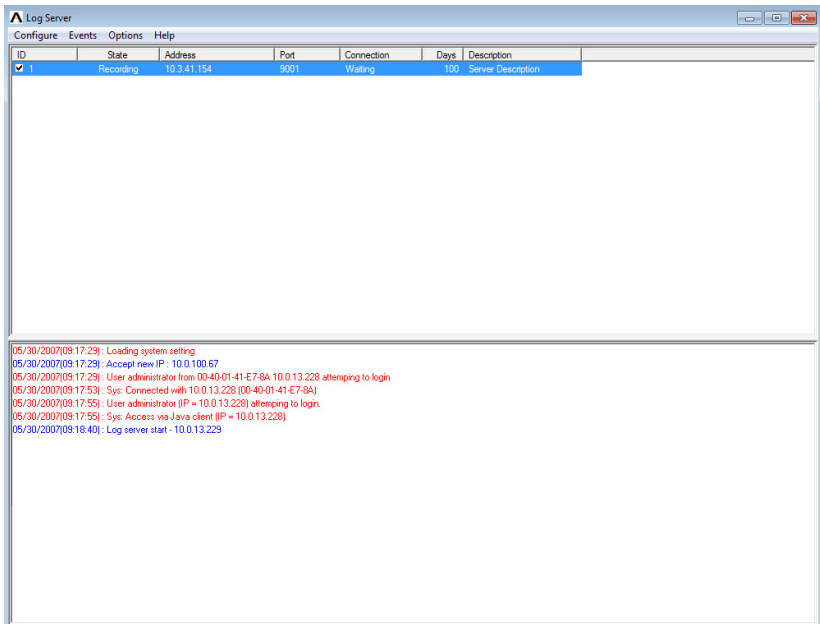 Log Server
Configure Events Options Help
ID State Address Port Connection Days Description
1 Recording 10.3.41.154 9001 Waiting 100 Server Description
05/30/2007(09:17:29) : Loading system setting
05/30/2007(09:17:29) : Accept new IP : 10.0.100.67
05/30/2007(09:17:29) : User administrator from 00-40-01-41-E7-8A 10.0.13.228 attemping to login
05/30/2007(09:17:53) : Sys: Connected with 10.0.13.228 (00-40-01-41-E7-8A)
05/30/2007(09:17:55) : User administrator (IP = 10.0.13.228) attemping to login.
05/30/2007(09:17:55) : Sys: Access via Java client (IP = 10.0.13.228).
05/30/2007(09:18:40) : Log server start - 10.0.13.229